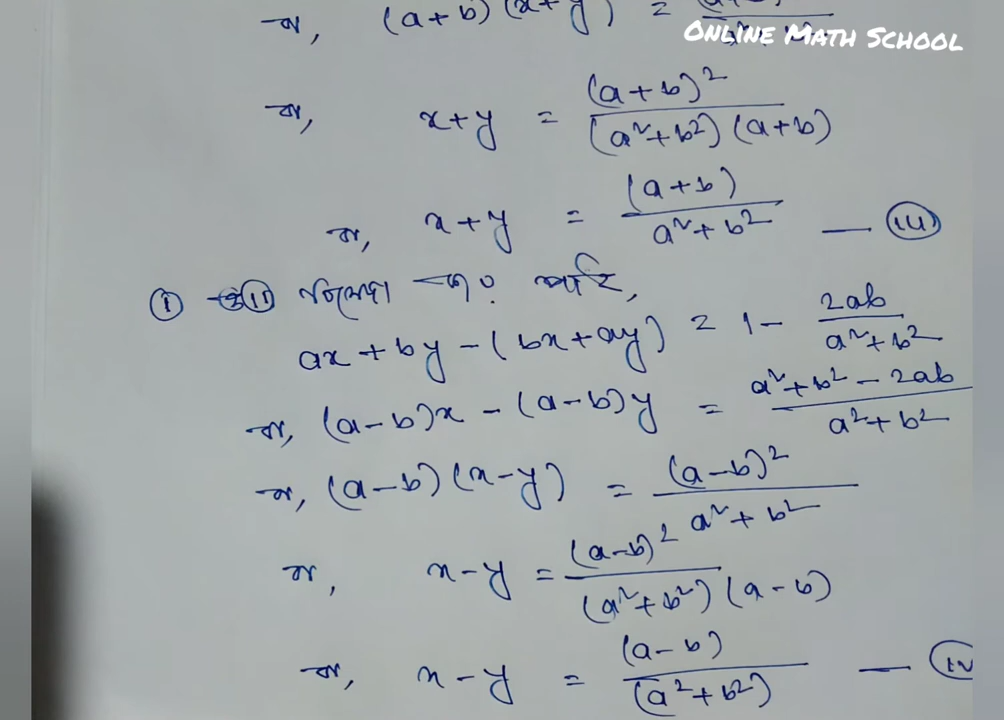 বা, (a+b)(x+y) =
ONLINE MATH SCHOOL
বা, x+y = (a+b)² / (a²+b²)(a+b)
বা, x+y = (a+b) / a²+b² — (iii)
(i) ও (ii) বিয়োগ করে পাই,
ax+by-(bx+ay) = 1 - 2ab / a²+b²
বা, (a-b)x-(a-b)y = a²+b²-2ab / a²+b²
বা, (a-b)(x-y) = (a-b)² / a²+b²
বা, x-y = (a-b)² / (a²+b²)(a-b)
বা, x-y = (a-b) / (a²+b²) — (iv